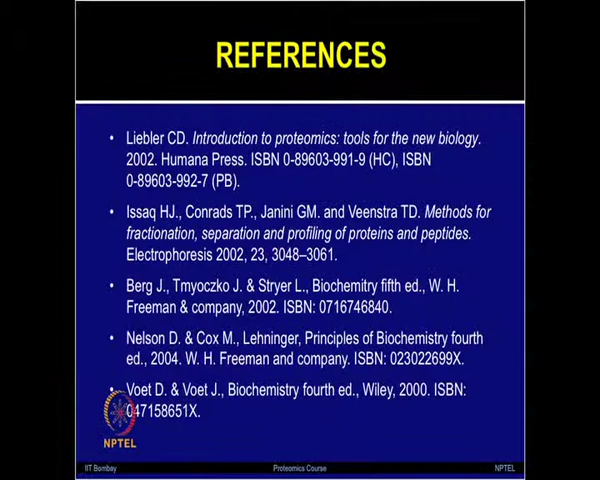 REFERENCES
• Liebler CD. Introduction to proteomics: tools for the new biology.
2002. Humana Press. ISBN 0-89603-991-9 (HC), ISBN
0-89603-992-7 (PB).
• Issaq HJ., Conrads TP., Janini GM. and Veenstra TD. Methods for
fractionation, separation and profiling of proteins and peptides.
Electrophoresis 2002, 23, 3048–3061.
• Berg J., Tmyoczko J. & Stryer L., Biochemitry fifth ed., W. H.
Freeman & company, 2002. ISBN: 0716746840.
• Nelson D. & Cox M., Lehninger, Principles of Biochemistry fourth
ed., 2004. W. H. Freeman and company. ISBN: 023022699X.
• Voet D. & Voet J., Biochemistry fourth ed., Wiley, 2000. ISBN:
047158651X.
NPTEL
IIT Bombay
Proteomics Course
NPTEL